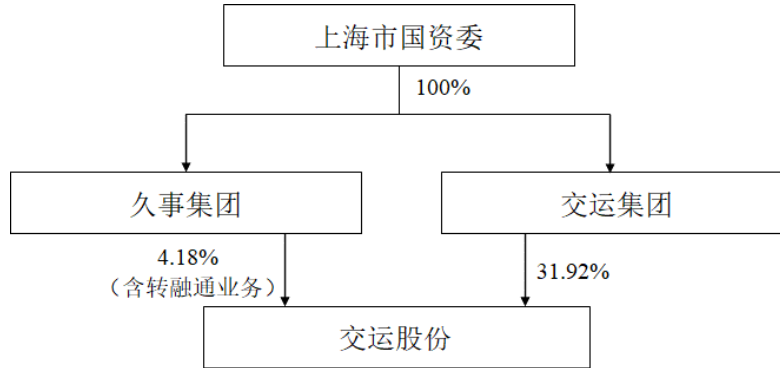 上海市国资委
100%
久事集团
交运集团
4.18%
（含转融通业务）
31.92%
交运股份